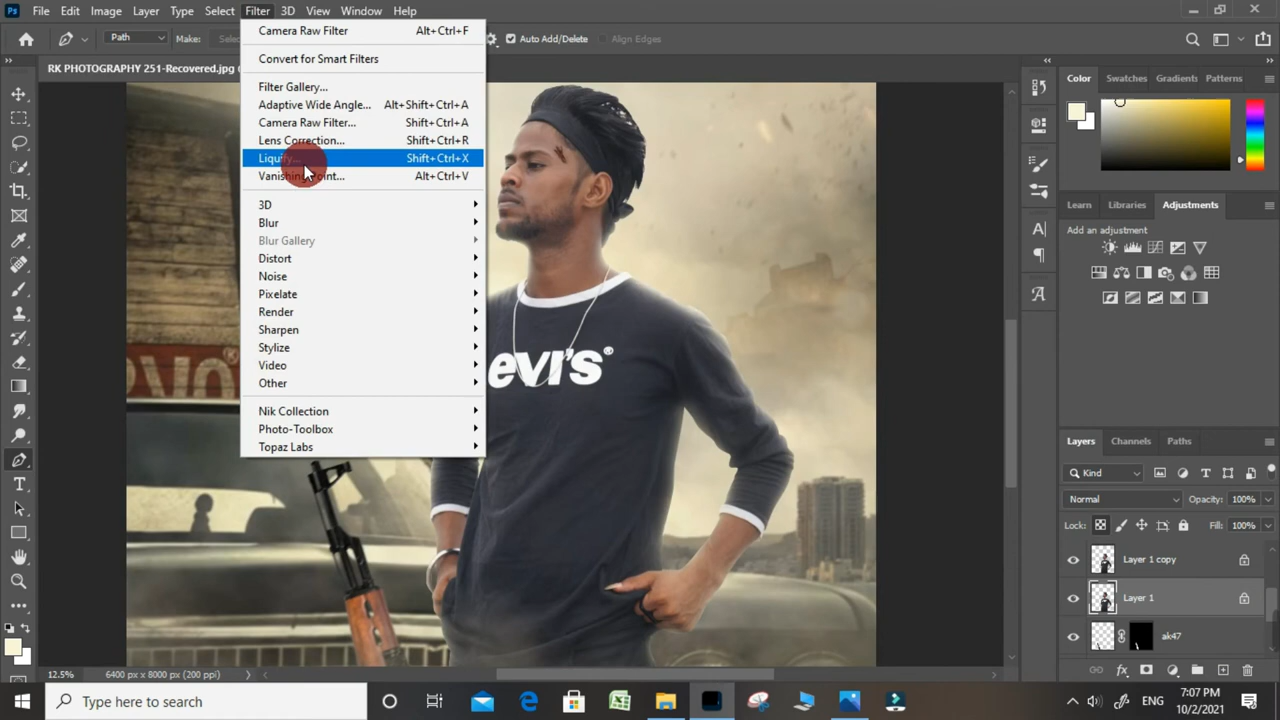 File Edit Image Layer Type Select Filter 3D View Window Help
Path Make: Auto Add/Delete Align Edges
RK PHOTOGRAPHY 251-Recovered.jpg
Camera Raw Filter Alt+Ctrl+F
Convert for Smart Filters
Filter Gallery...
Adaptive Wide Angle... Alt+Shift+Ctrl+A
Camera Raw Filter... Shift+Ctrl+A
Lens Correction... Shift+Ctrl+R
Liquify... Shift+Ctrl+X
Vanishing Point... Alt+Ctrl+V
3D
Blur
Blur Gallery
Distort
Noise
Pixelate
Render
Sharpen
Stylize
Video
Other
Nik Collection
Photo-Toolbox
Topaz Labs
evi's®
Color Swatches Gradients Patterns
Learn Libraries Adjustments
Add an adjustment
Layers Channels Paths
Kind
Normal Opacity: 100%
Lock: Fill: 100%
Layer 1 copy
Layer 1
ak47
12.5% 6400 px x 8000 px (200 ppi)
Type here to search
ENG
7:07 PM
10/2/2021